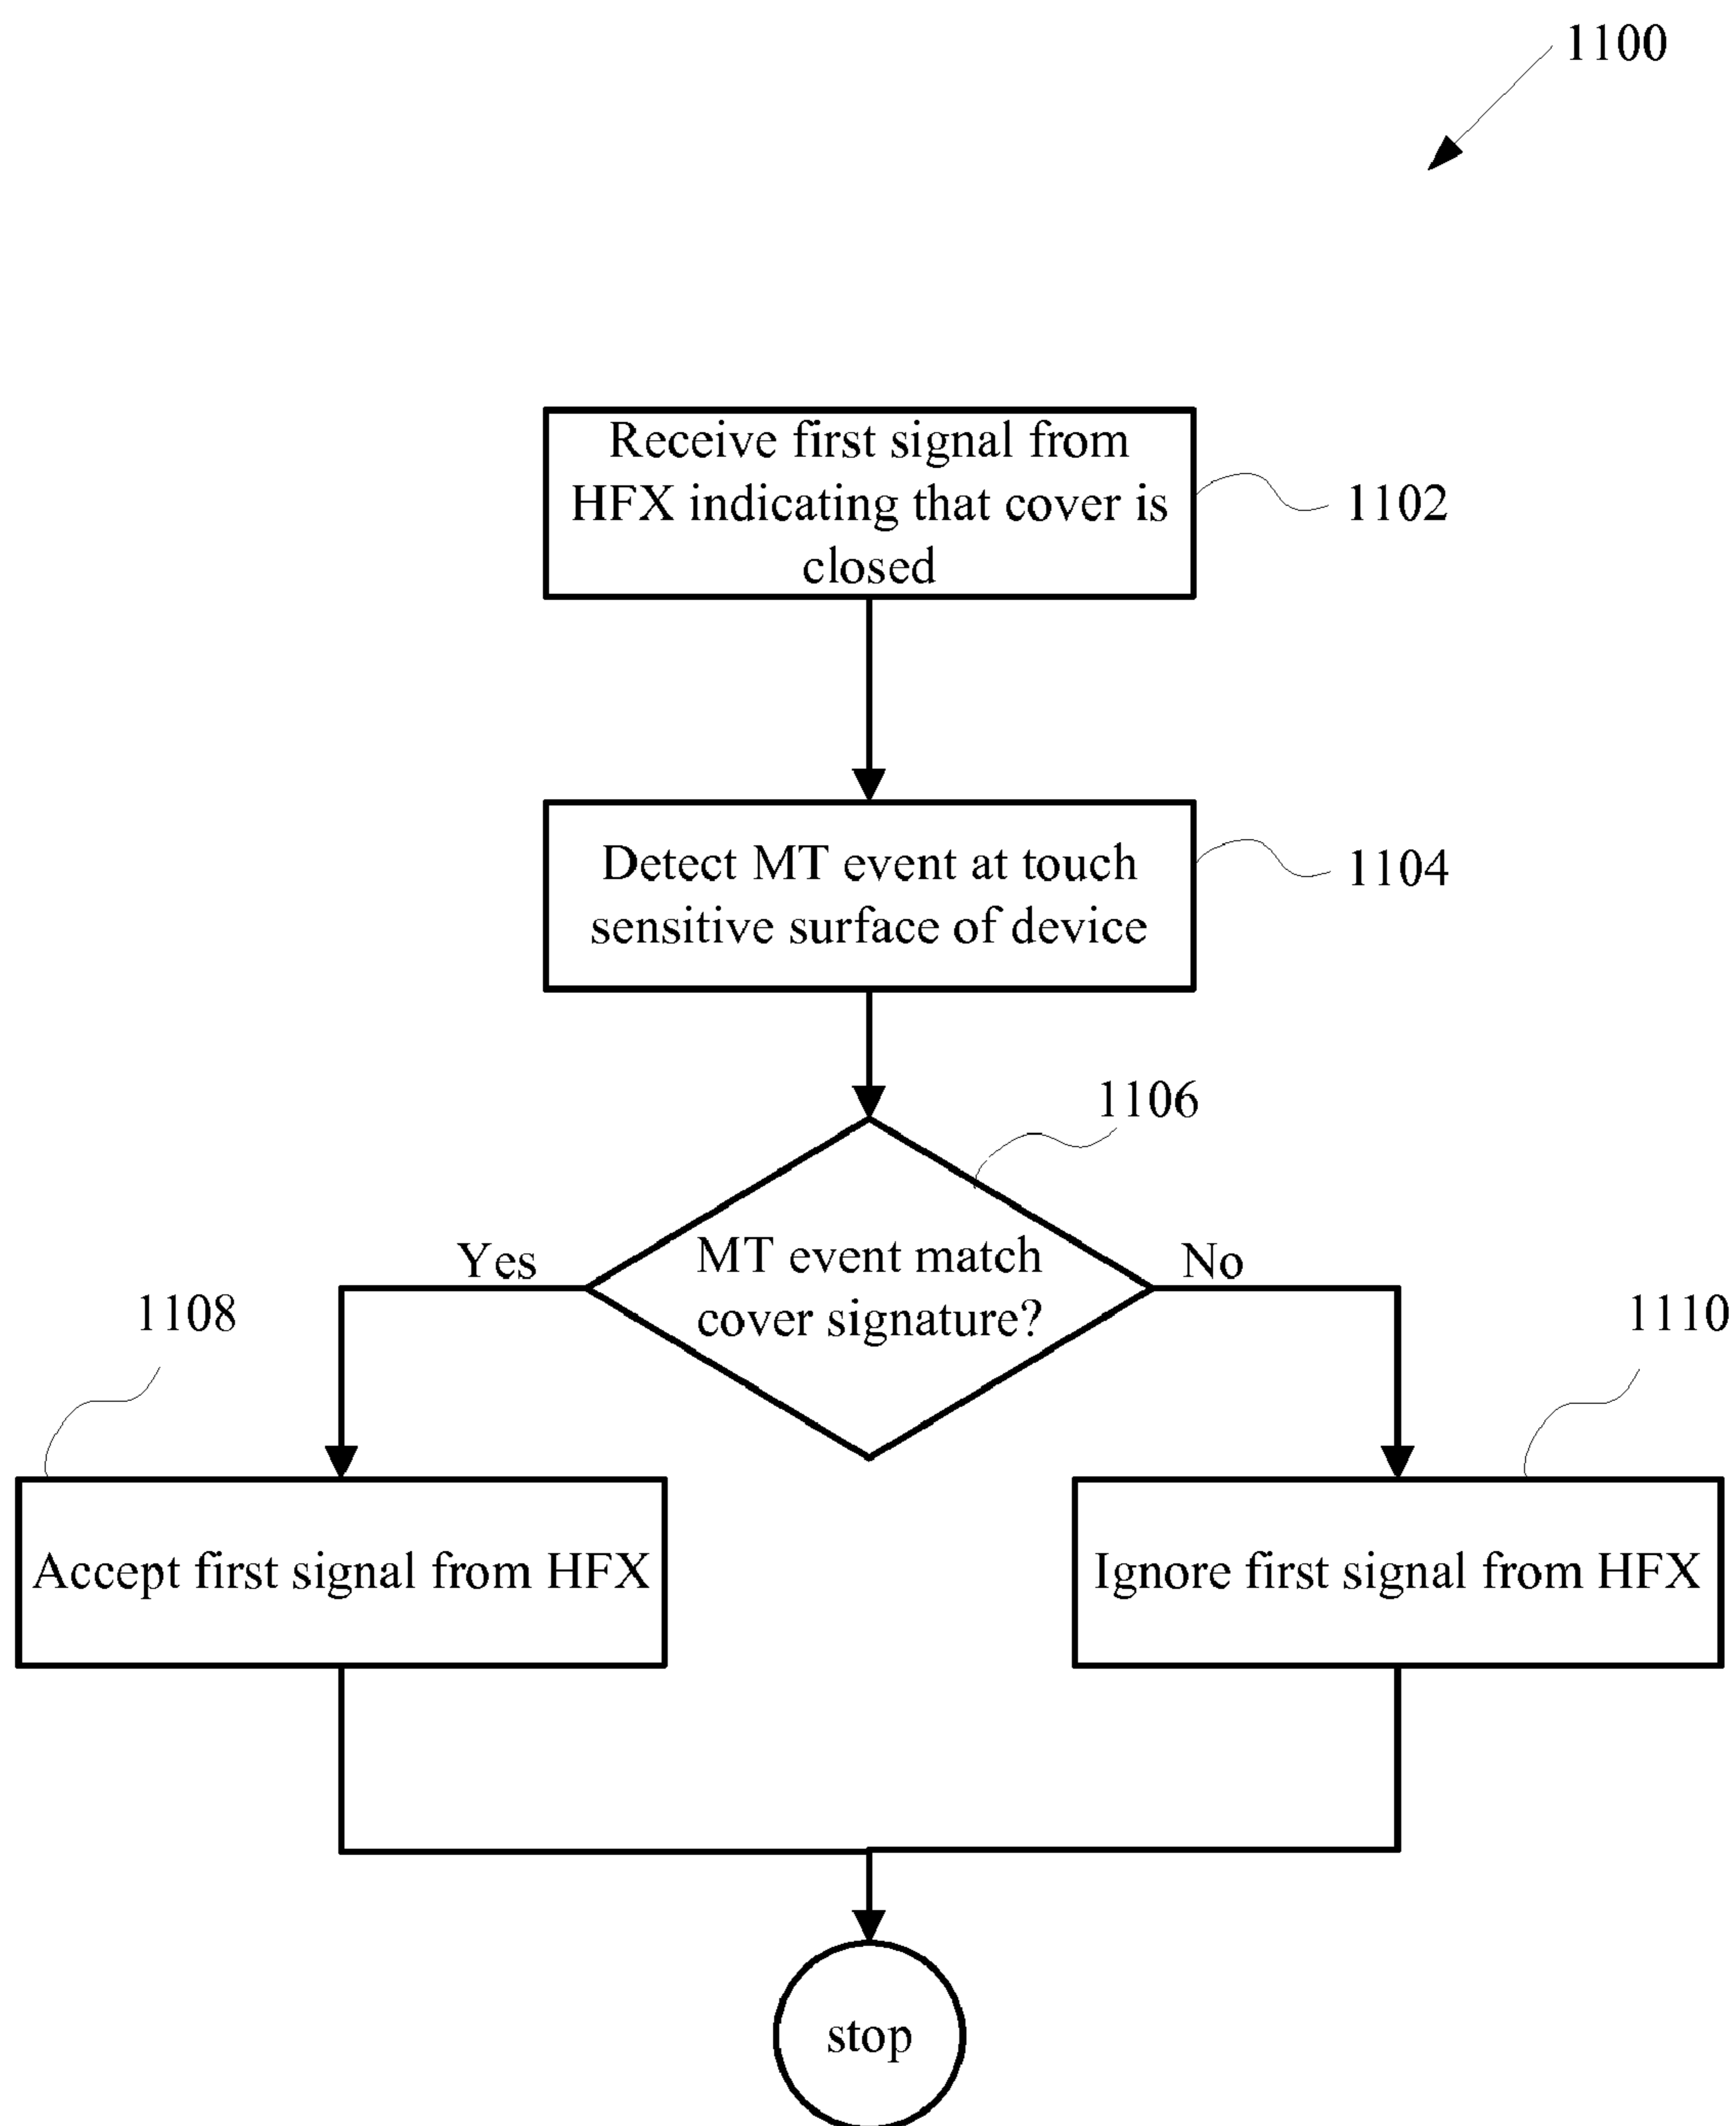 1100
Receive first signal from
HFX indicating that cover is
closed
1102
Detect MT event at touch
sensitive surface of device
1104
1106
MT event match
cover signature?
Yes
No
1108
1110
Accept first signal from HFX
Ignore first signal from HFX
stop